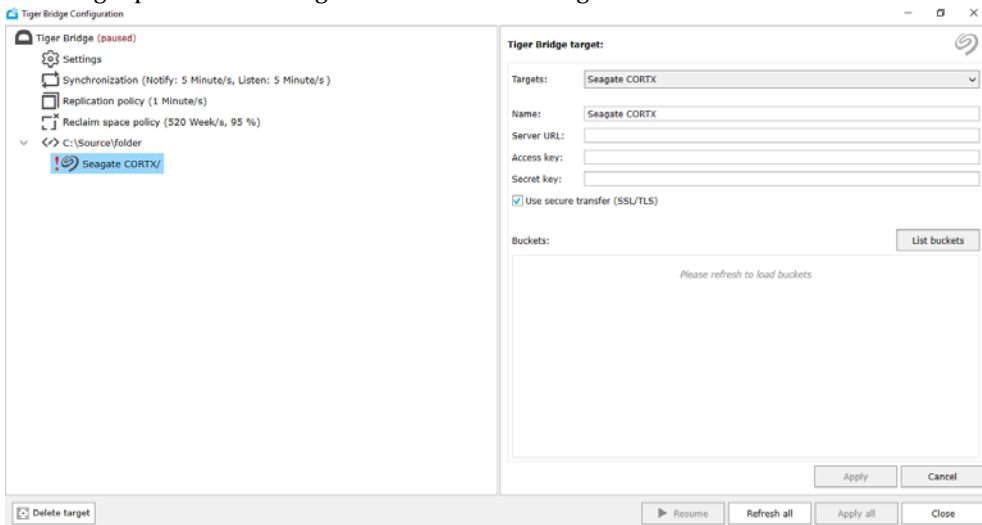 Tiger Bridge Configuration
Tiger Bridge (paused)
Settings
Synchronization (Notify: 5 Minute/s, Listen: 5 Minute/s )
Replication policy (1 Minute/s)
Reclaim space policy (520 Week/s, 95 %)
C:\Source\folder
Seagate CORTX/
Delete target
Tiger Bridge target:
Targets: Seagate CORTX
Name: Seagate CORTX
Server URL:
Access key:
Secret key:
Use secure transfer (SSL/TLS)
Buckets: List buckets
Please refresh to load buckets
Apply Cancel
Resume Refresh all Apply all Close